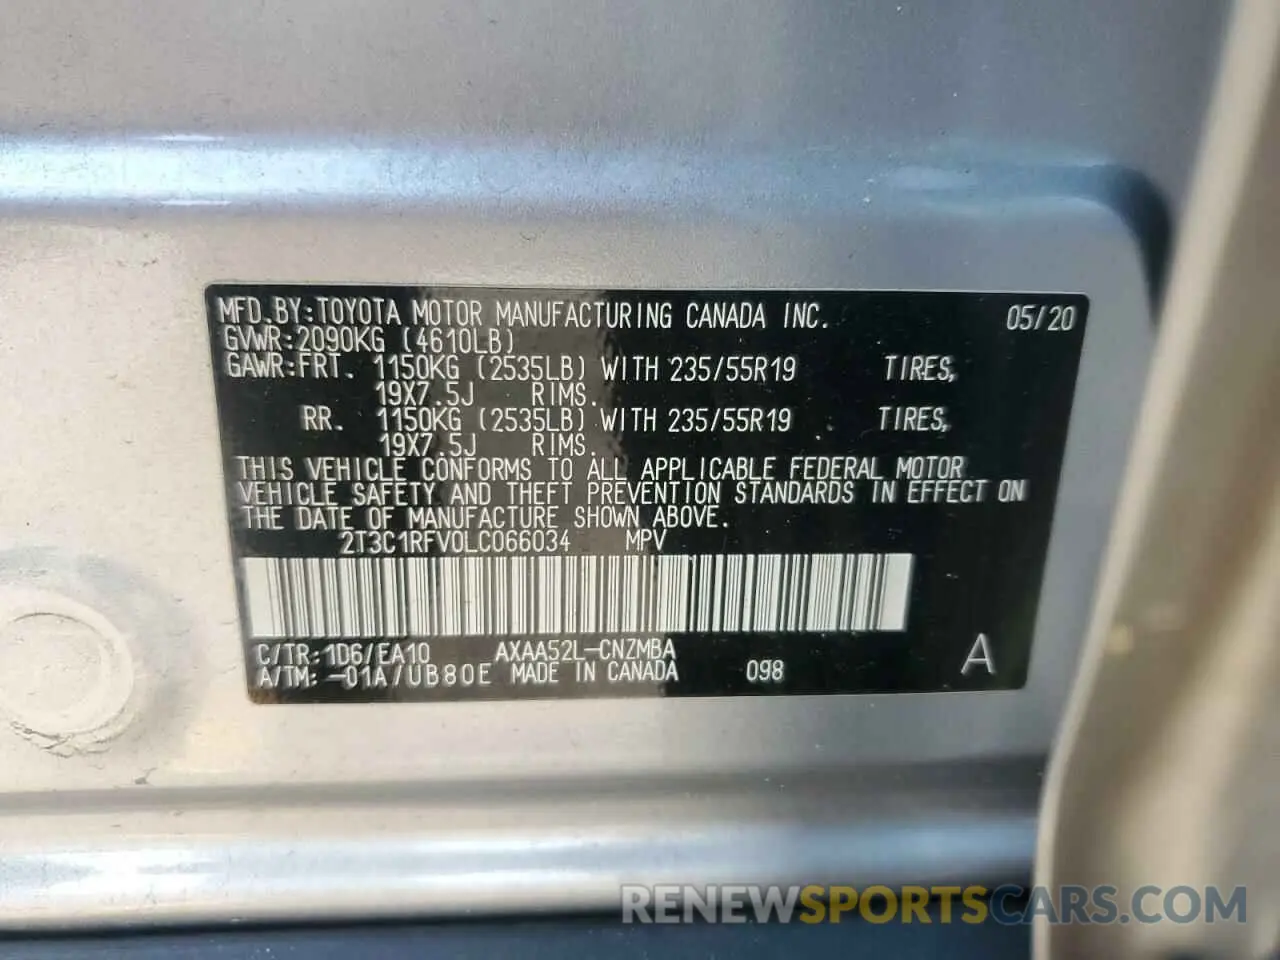 MFD. BY:TOYOTA MOTOR MANUFACTURING CANADA INC. 05/20
GVWR:2090KG (4610LB)
GAWR:FRT. 1150KG (2535LB) WITH 235/55R19 TIRES,
19X7.5J RIMS.
RR. 1150KG (2535LB) WITH 235/55R19 TIRES,
19X7.5J RIMS.
THIS VEHICLE CONFORMS TO ALL APPLICABLE FEDERAL MOTOR
VEHICLE SAFETY AND THEFT PREVENTION STANDARDS IN EFFECT ON
THE DATE OF MANUFACTURE SHOWN ABOVE.
2T3C1RFV0LC066034 MPV
C/TR:1D6/EA10 AXAA52L-CNZMBA
A/TM:-01A/UB80E MADE IN CANADA 098 A
RENEWSPORTSCARS.COM